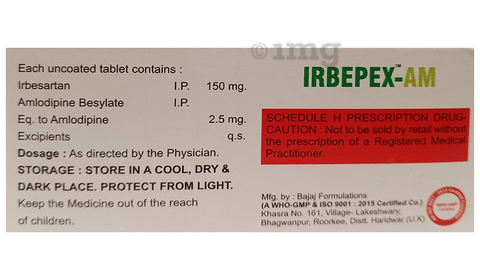 ©1mg
Each uncoated tablet contains :
Irbesartan I.P. 150 mg.
Amlodipine Besylate I.P.
Eq. to Amlodipine 2.5 mg.
Excipients q.s.
Dosage : As directed by the Physician.
STORAGE : STORE IN A COOL, DRY &
DARK PLACE. PROTECT FROM LIGHT.
Keep the Medicine out of the reach
of children.
IRBEPEX™-AM
SCHEDULE H PRESCRIPTION DRUG-
CAUTION : Not to be sold by retail without
the prescription of a Registered Medical
Practitioner.
Mfg. by : Bajaj Formulations
(A WHO-GMP & ISO 9001 : 2015 Certified Co.)
Khasra No. 161, Village- Lakeshwary,
Bhagwanpur, Roorkee, Distt. Haridwar (U.K)